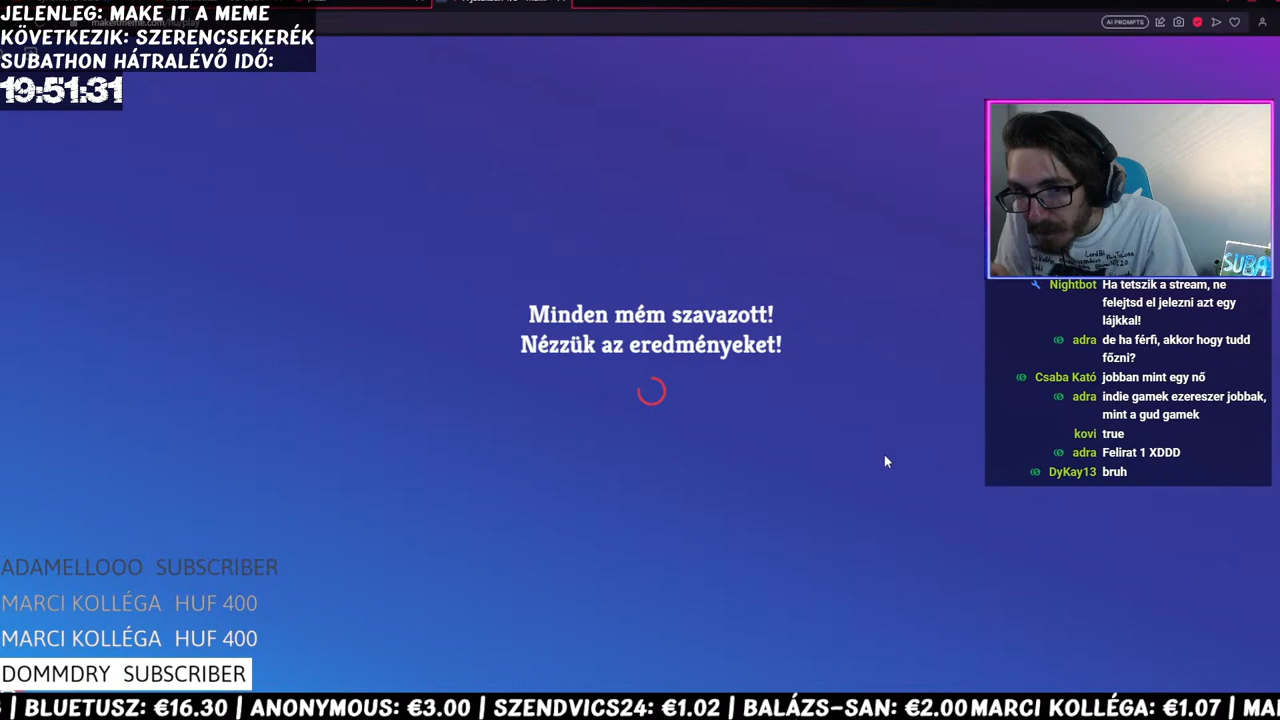 JELENLEG: MAKE IT A MEME
KÖVETKEZIK: SZERENCSEKERÉK
SUBATHON HÁTRALÉVŐ IDŐ:
19:51:31
AI PROMPTS
Minden mém szavazott!
Nézzük az eredményeket!
SUBA
Nightbot Ha tetszik a stream, ne
felejtsd el jelezni azt egy
lájkkal!
adra de ha férfi, akkor hogy tudd
főzni?
Csaba Kató jobban mint egy nő
adra indie gamek ezereszer jobbak,
mint a gud gamek
kovi true
adra Felirat 1 XDDD
DyKay13 bruh
ADAMELLOOO SUBSCRIBER
MARCI KOLLÉGA HUF 400
MARCI KOLLÉGA HUF 400
DOMMDRY SUBSCRIBER
| BLUETUSZ: €16.30 | ANONYMOUS: €3.00 | SZENDVICS24: €1.02 | BALÁZS-SAN: €2.00 MARCI KOLLÉGA: €1.07 | MA